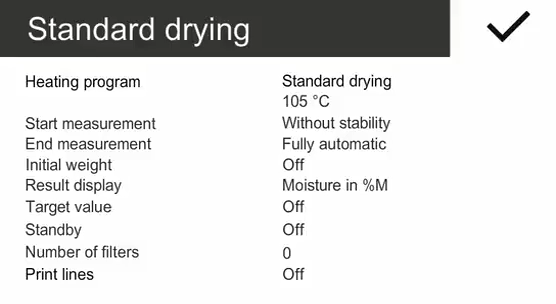 Standard drying
Heating program Standard drying
105 °C
Start measurement Without stability
End measurement Fully automatic
Initial weight Off
Result display Moisture in %M
Target value Off
Standby Off
Number of filters 0
Print lines Off